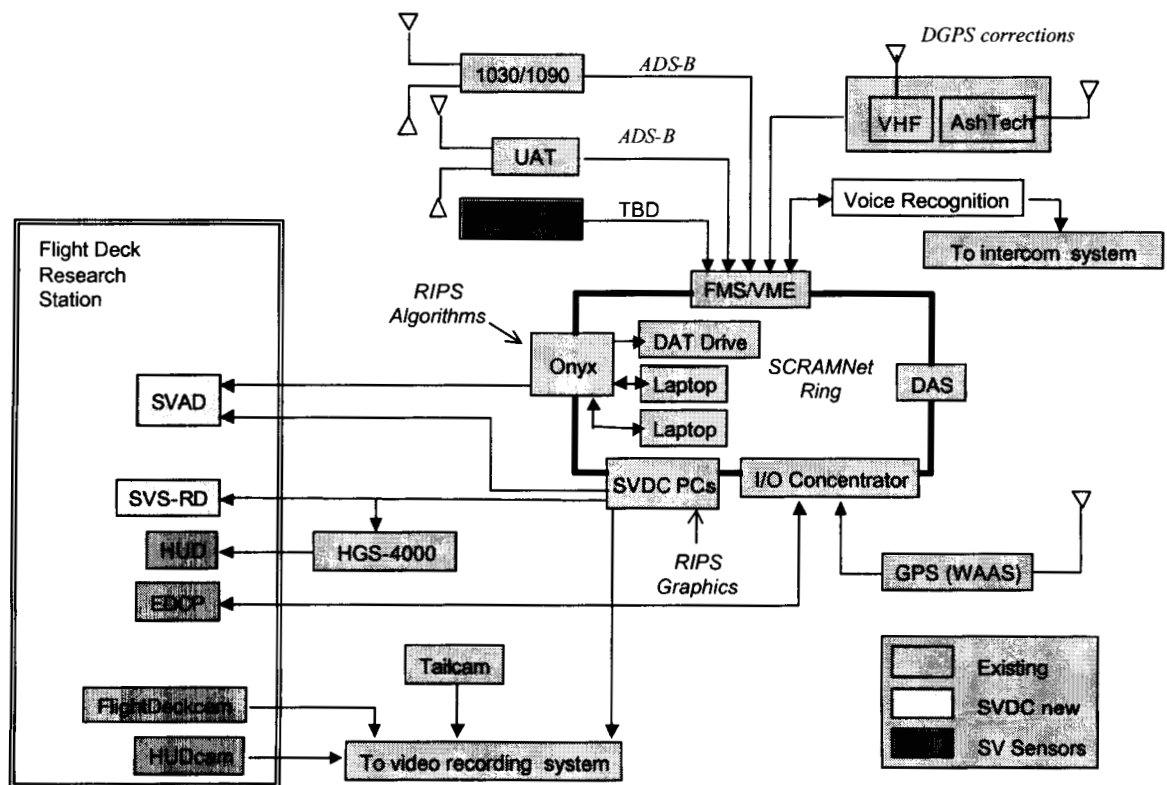 DGPS corrections
1030/1090
ADS-B
VHF
AshTech
UAT
ADS-B
TBD
Voice Recognition
To intercom system
Flight Deck
Research
Station
FMS/VME
RIPS
Algorithms
DAT Drive
Onyx
SCRAMNet
Ring
DAS
Laptop
SVAD
Laptop
SVDC PCs
I/O Concentrator
SVS-RD
HUD
HGS-4000
RIPS
Graphics
GPS (WAAS)
EDCP
Tailcam
Existing
FlightDeckcam
SVDC new
HUDcam
To video recording system
SV Sensors